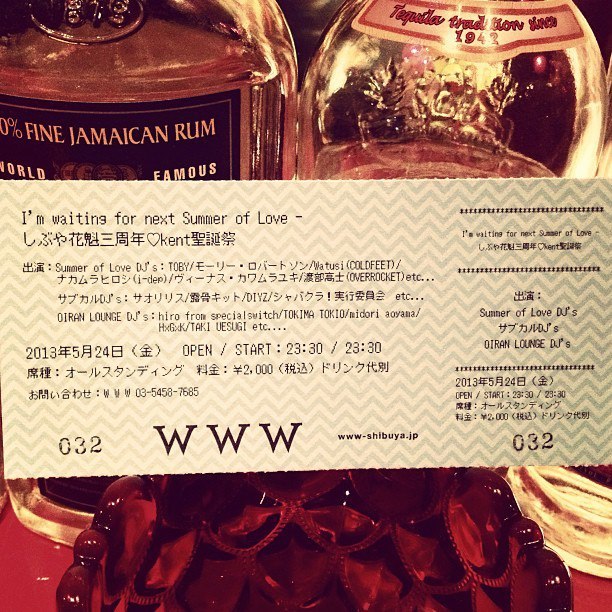 Tequila tradition since
1942
0% FINE JAMAICAN RUM
WORLD FAMOUS
I'm waiting for next Summer of Love -
しぶや花魁三周年♡kent聖誕祭
出演：Summer of Love DJ's：TOBY/モーリー・ロバートソン/Watusi(COLDFEET)/
ナカムラヒロシ(i-dep)/ヴィーナス・カワムラユキ/渡部高士(OVERROCKET)etc...
サブカルDJ's：サオリリス/露骨キット/DIYZ/シャバクラ！実行委員会 etc...
OIRAN LOUNGE DJ's：hiro from specialswitch/TOKIMA TOKIO/midori aoyama/
HxGxK/TAKI UESUGI etc....
2013年5月24日（金） OPEN / START：23:30 / 23:30
席種：オールスタンディング 料金：¥2,000（税込）ドリンク代別
お問い合わせ：W W W 03-5458-7685
032
WWW
www-shibuya.jp
********************************
I'm waiting for next Summer of Love -
しぶや花魁三周年♡kent聖誕祭
********************************
出演：
Summer of Love DJ's
サブカルDJ's
OIRAN LOUNGE DJ's
********************************
2013年5月24日（金）
OPEN / START：23:30 / 23:30
席種：オールスタンディング
料金：¥2,000（税込）ドリンク代別
032